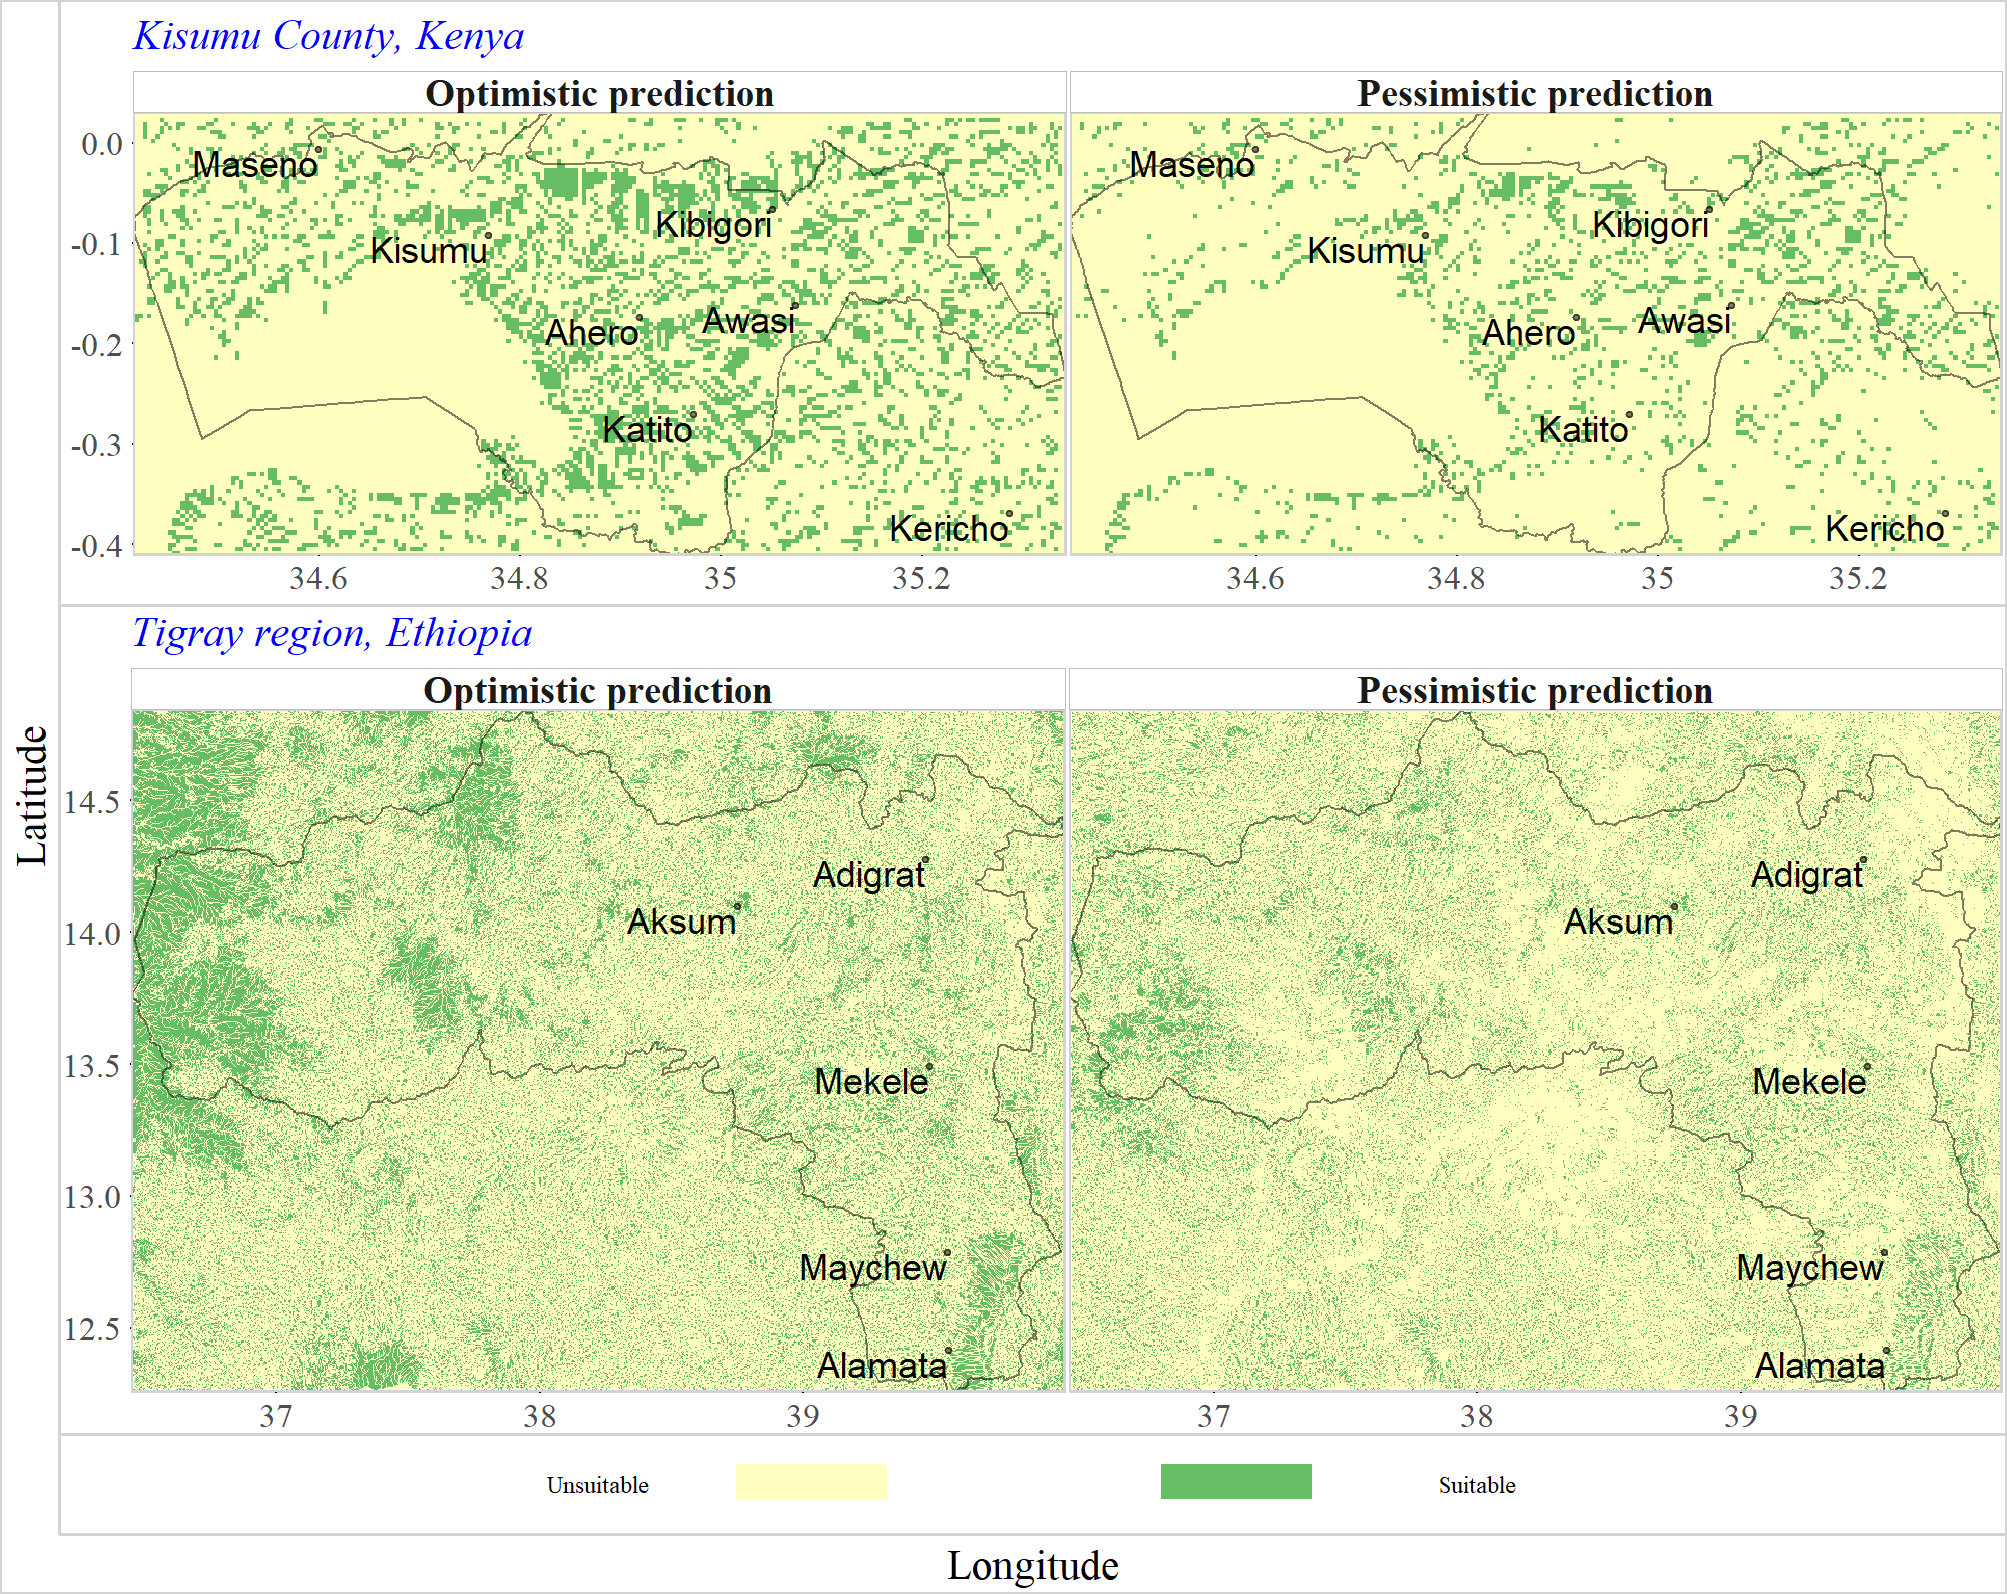 Kisumu County, Kenya
Optimistic prediction
Pessimistic prediction
0.0
-0.1
-0.2
-0.3
-0.4
Maseno
Kibigori
Kisumu
Awasi
Ahero
Katito
Kericho
Maseno
Kibigori
Kisumu
Awasi
Ahero
Katito
Kericho
34.6 34.8 35 35.2
34.6 34.8 35 35.2
Tigray region, Ethiopia
Optimistic prediction
Pessimistic prediction
Latitude
14.5
14.0
13.5
13.0
12.5
Adigrat
Aksum
Mekele
Maychew
Alamata
Adigrat
Aksum
Mekele
Maychew
Alamata
37 38 39
37 38 39
Unsuitable
Suitable
Longitude